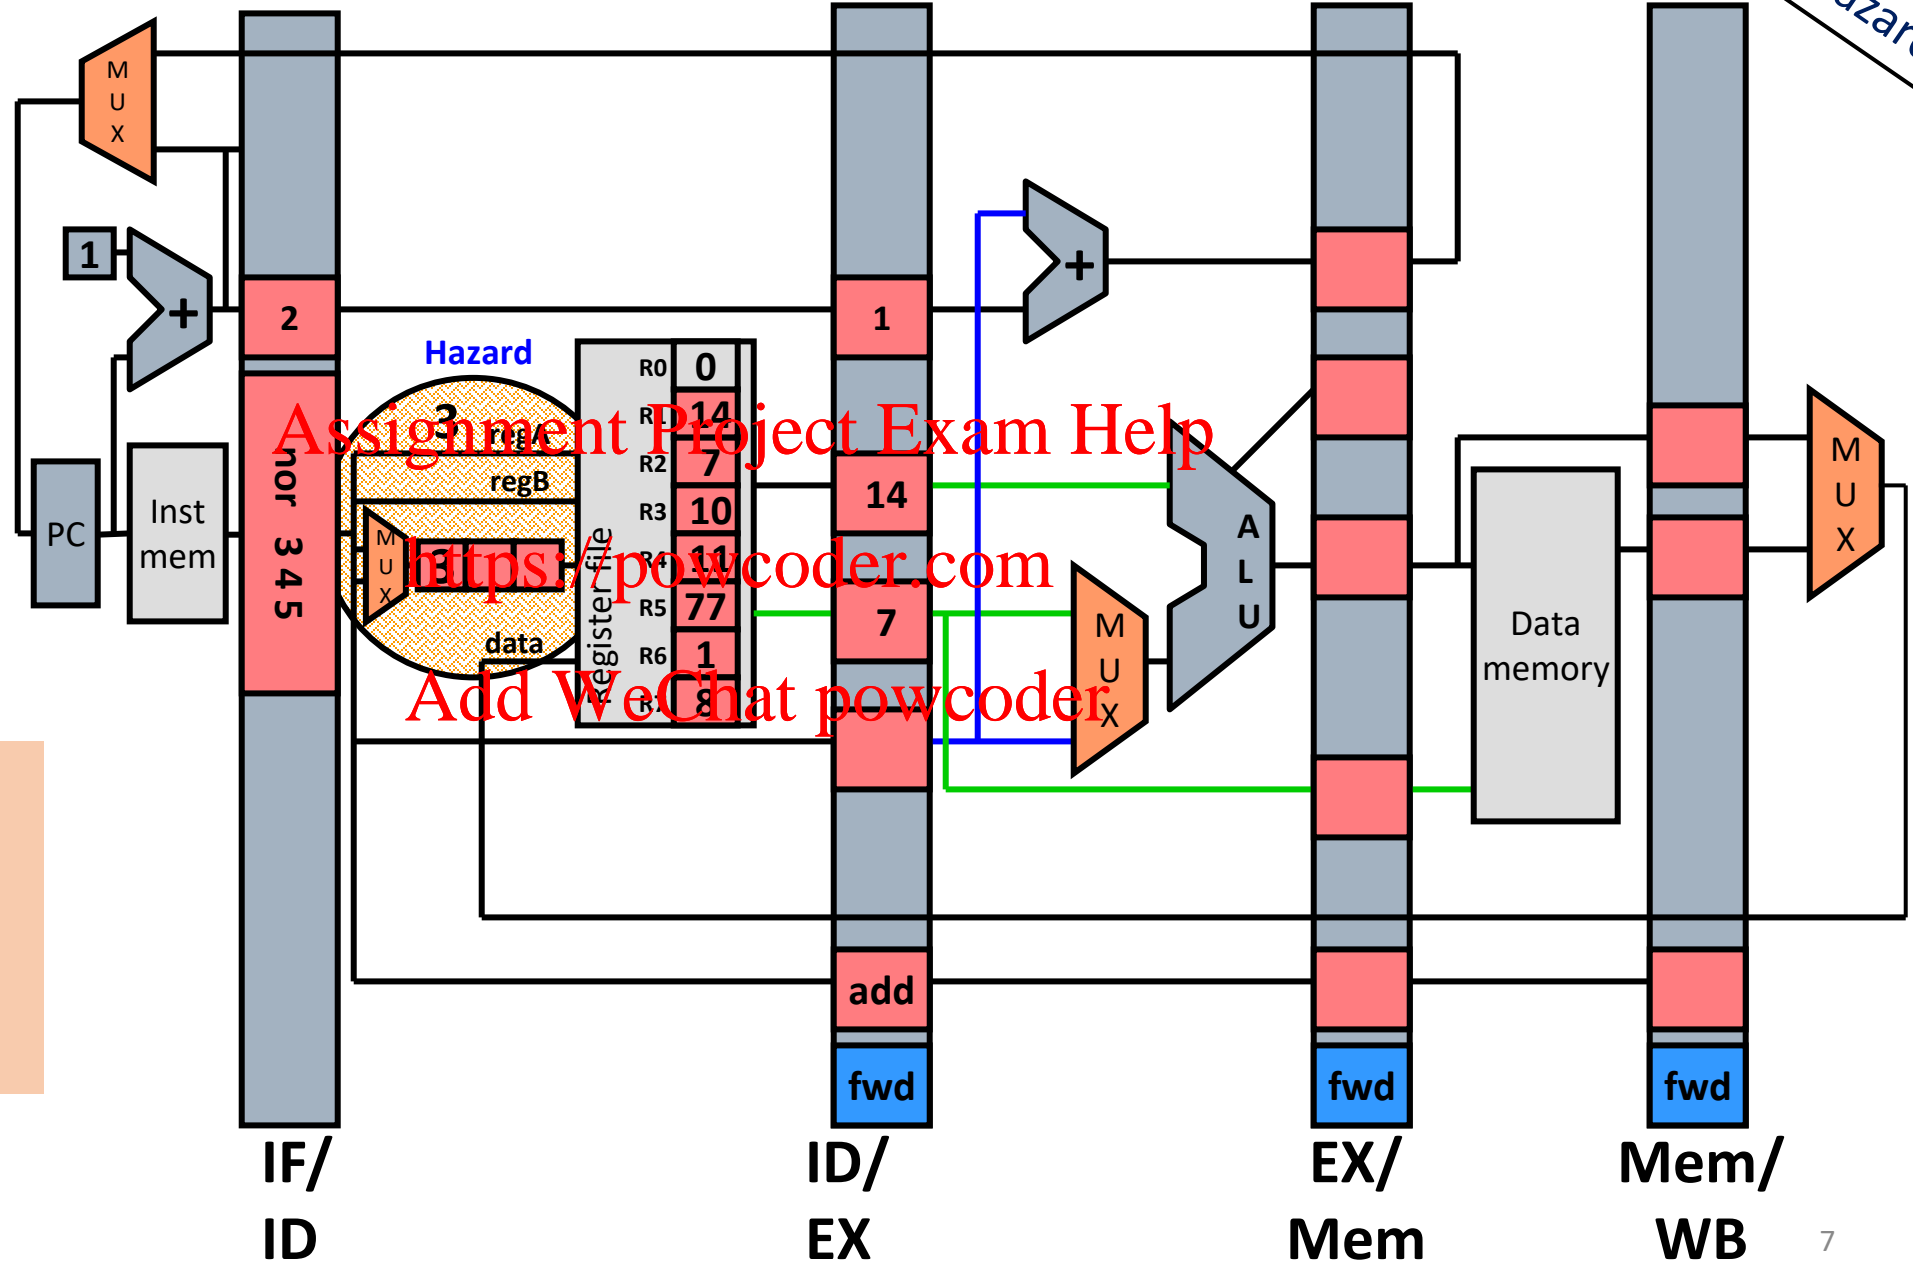 MUX
1
+
PC
Inst
mem
2
nor 3 4 5
Hazard
3
regA
regB
MUX
3
data
Register file
R0 0
R1 14
R2 7
R3 10
R4 11
R5 77
R6 1
R7 8
1
14
7
add
fwd
+
MUX
ALU
fwd
Data
memory
fwd
MUX
Assignment Project Exam Help
https://powcoder.com
Add WeChat powcoder
IF/
ID
ID/
EX
EX/
Mem
Mem/
WB
7